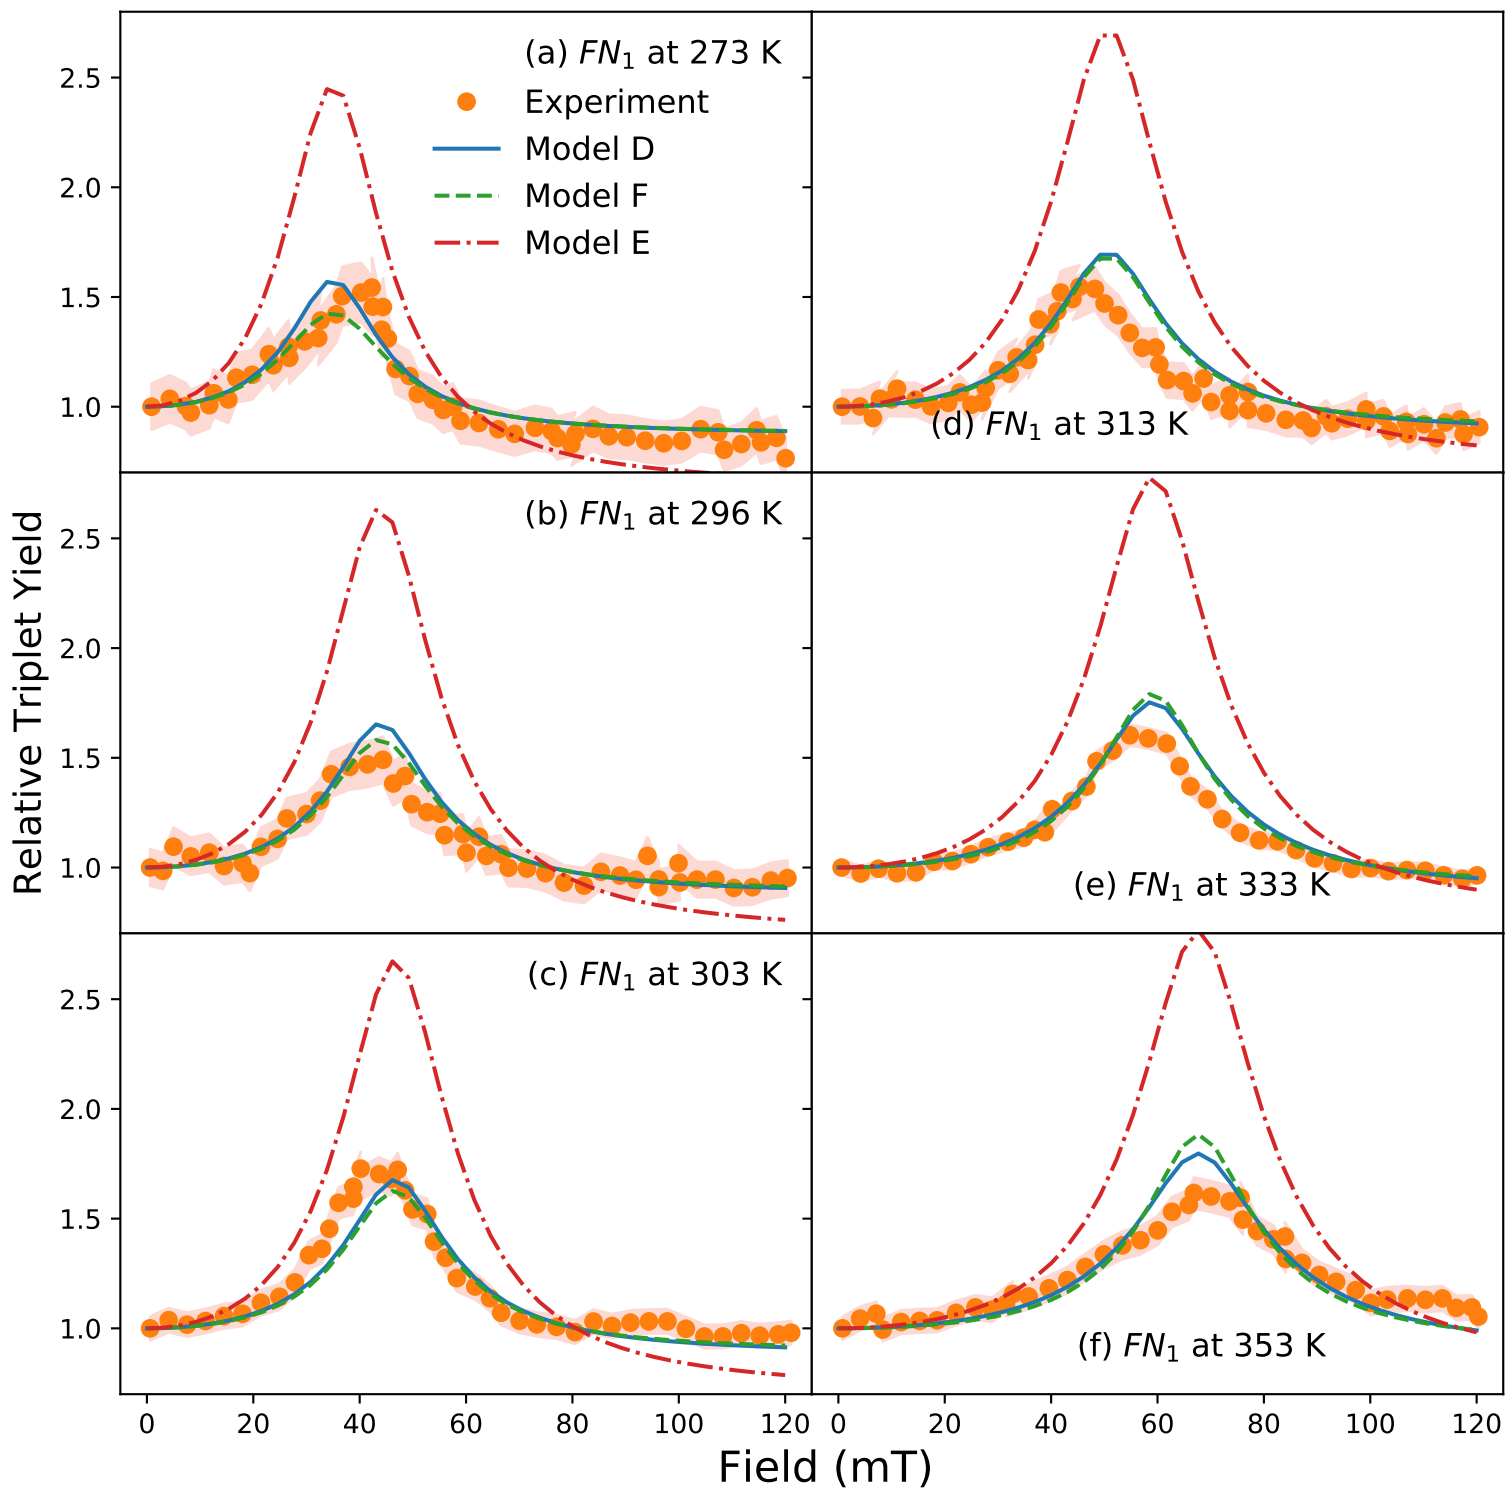 (a) FN₁ at 273 K
Experiment
Model D
Model F
Model E
2.5
2.0
1.5
1.0
(d) FN₁ at 313 K
(b) FN₁ at 296 K
2.5
2.0
1.5
1.0
(e) FN₁ at 333 K
(c) FN₁ at 303 K
2.5
2.0
1.5
1.0
(f) FN₁ at 353 K
0 20 40 60 80 100 120
0 20 40 60 80 100 120
Relative Triplet Yield
Field (mT)